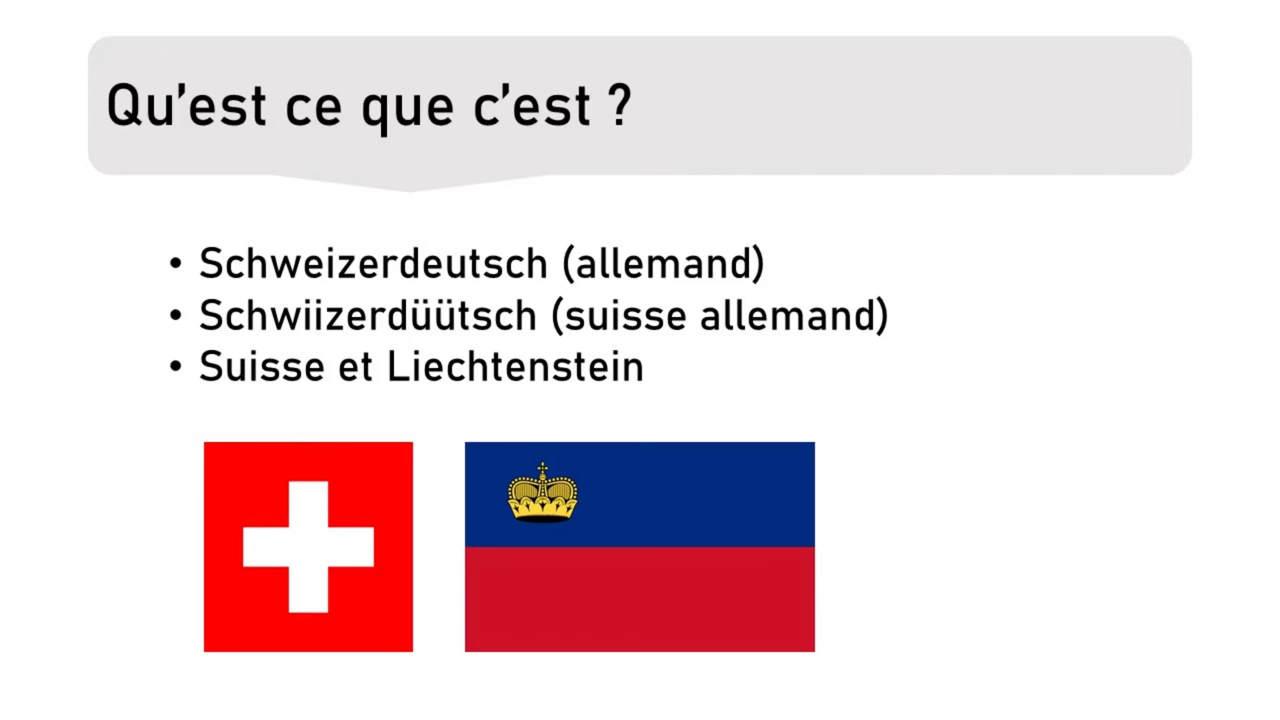 Qu’est ce que c’est ?
• Schweizerdeutsch (allemand)
• Schwiizerdüütsch (suisse allemand)
• Suisse et Liechtenstein